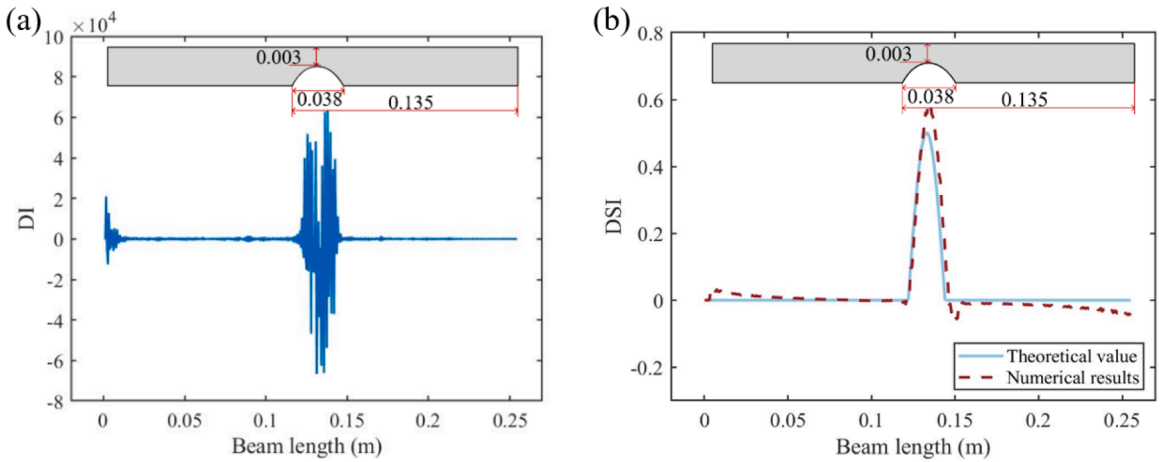 (a)
×10⁴
10
8
6
4
2
0
-2
-4
-6
-8
DI
0.003
0.038
0.135
0 0.05 0.1 0.15 0.2 0.25
Beam length (m)
(b)
0.8
0.6
0.4
0.2
0
-0.2
DSI
0.003
0.038
0.135
Theoretical value
Numerical results
0 0.05 0.1 0.15 0.2 0.25
Beam length (m)